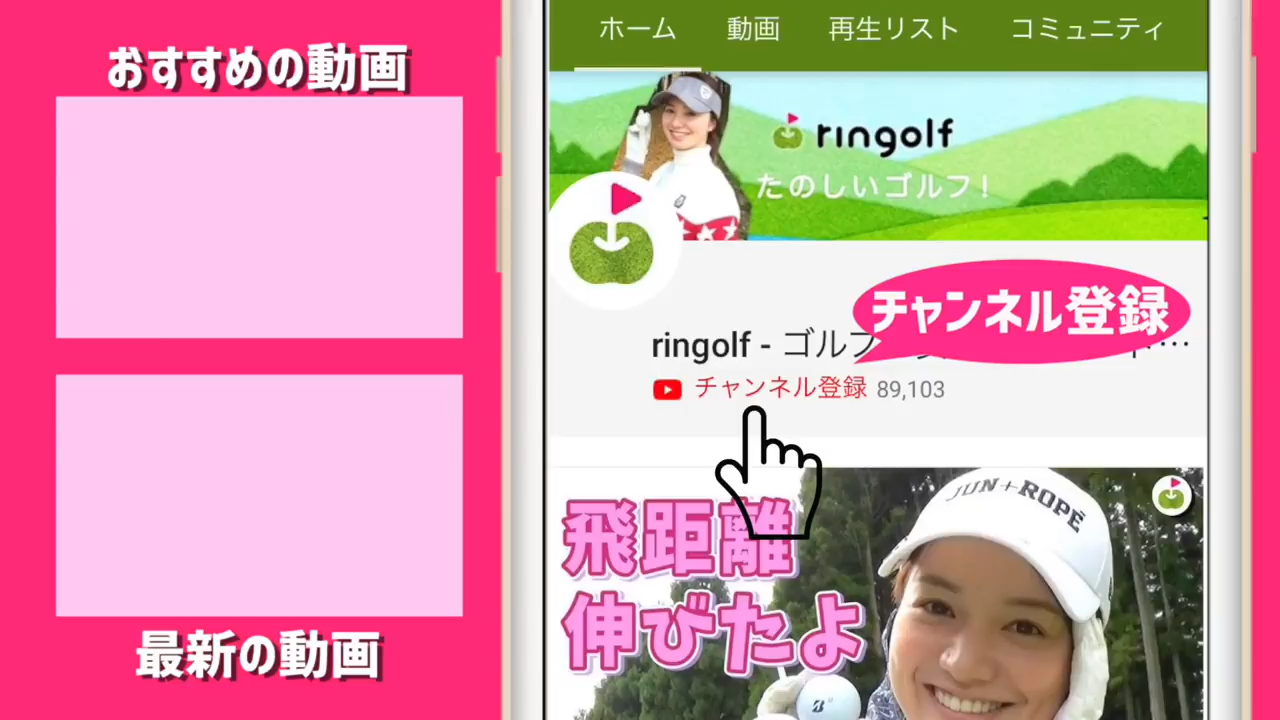 おすすめの動画
最新の動画
ホーム 動画 再生リスト コミュニティ
ringolf
たのしいゴルフ!
チャンネル登録
ringolf - ゴルフ
チャンネル登録 89,103
飛距離
伸びたよ
JUN+ROPÉ
B